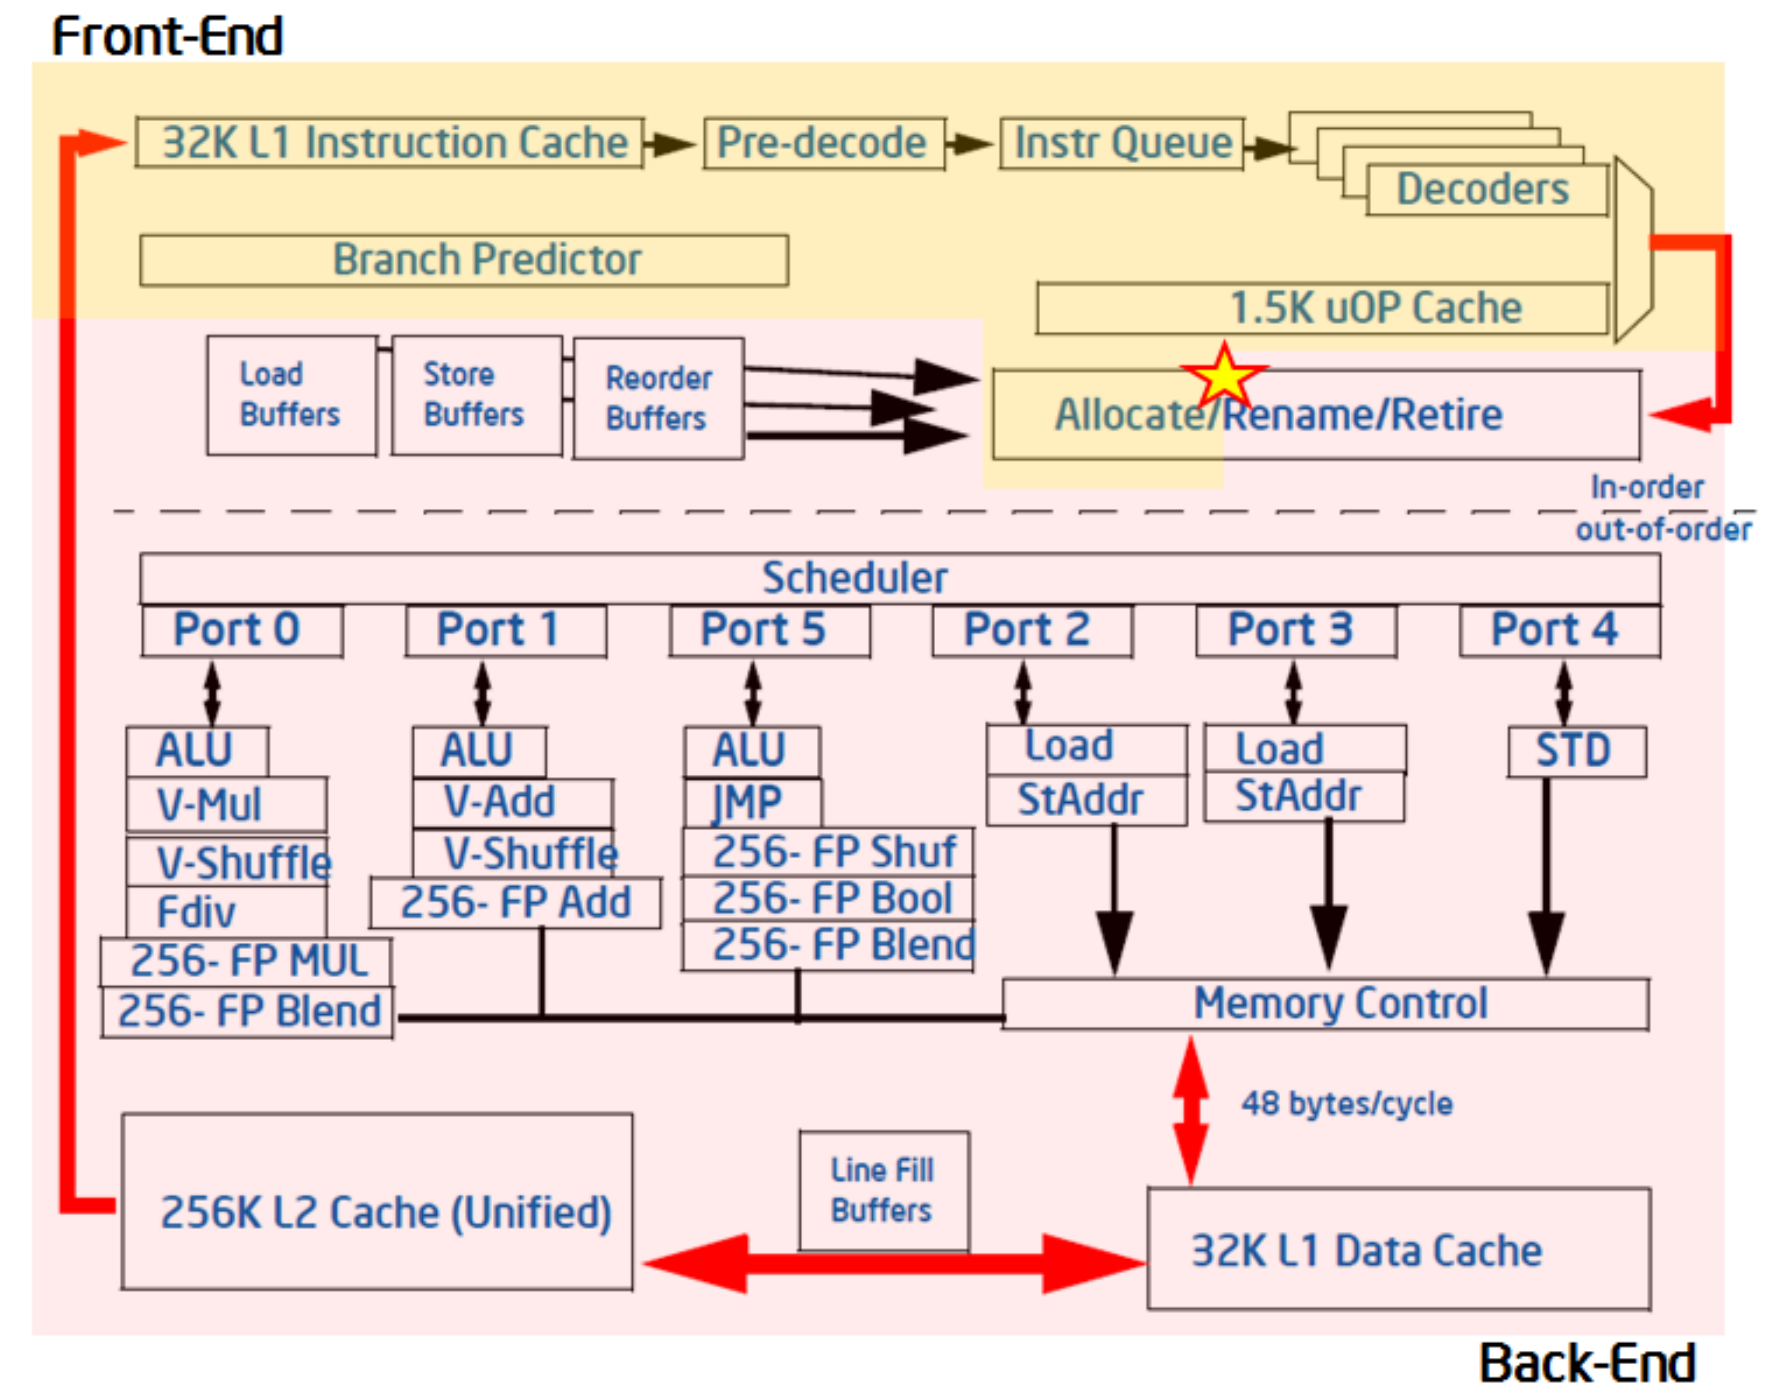 Front-End
32K L1 Instruction Cache
Pre-decode
Instr Queue
Decoders
Branch Predictor
1.5K uOP Cache
Load
Buffers
Store
Buffers
Reorder
Buffers
Allocate/Rename/Retire
In-order
out-of-order
Scheduler
Port 0
Port 1
Port 5
Port 2
Port 3
Port 4
ALU
V-Mul
V-Shuffle
Fdiv
256- FP MUL
256- FP Blend
ALU
V-Add
V-Shuffle
256- FP Add
ALU
JMP
256- FP Shuf
256- FP Bool
256- FP Blend
Load
StAddr
Load
StAddr
STD
Memory Control
48 bytes/cycle
256K L2 Cache (Unified)
Line Fill
Buffers
32K L1 Data Cache
Back-End